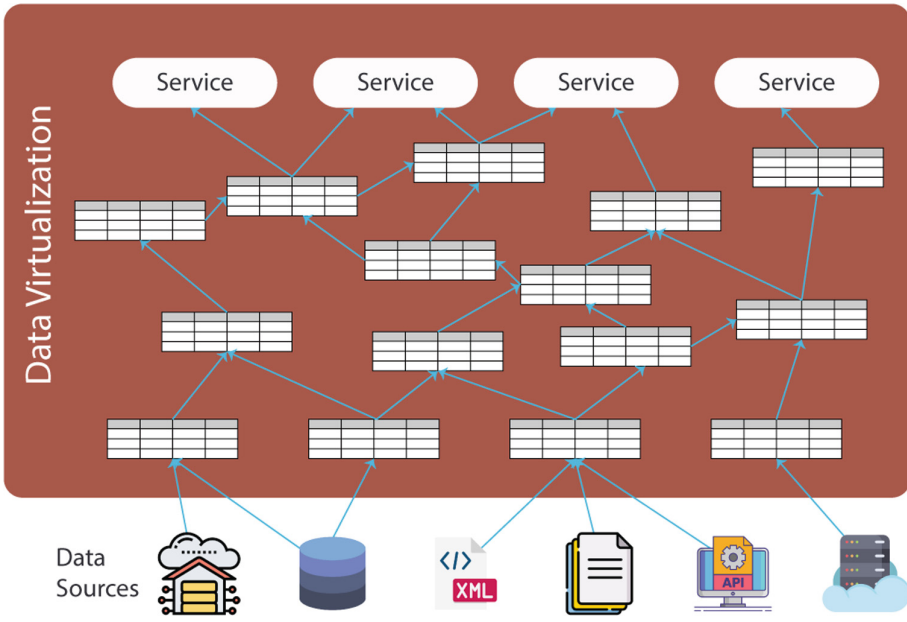 Service
Service
Service
Service
Data Virtualization
Data
Sources
</>
XML
API